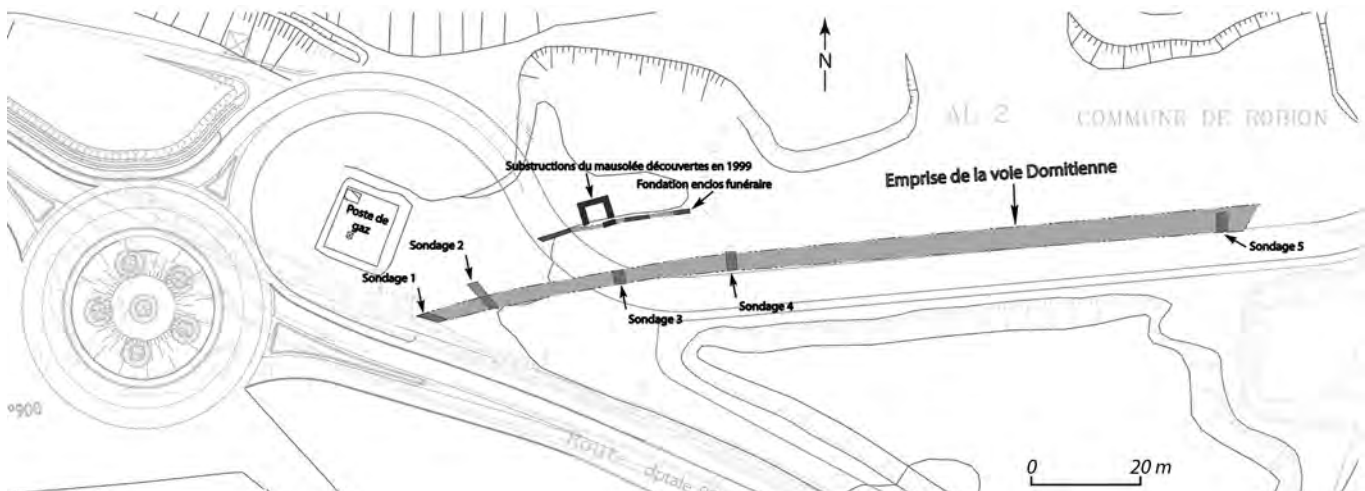 N
AL 2 COMMUNE DE ROBION
Substructions du mausolée découvertes en 1999
Fondation enclos funéraire
Emprise de la voie Domitienne
Poste de
gaz
Sondage 2
Sondage 1
Sondage 5
Sondage 4
Sondage 3
Route dptale
0 20 m